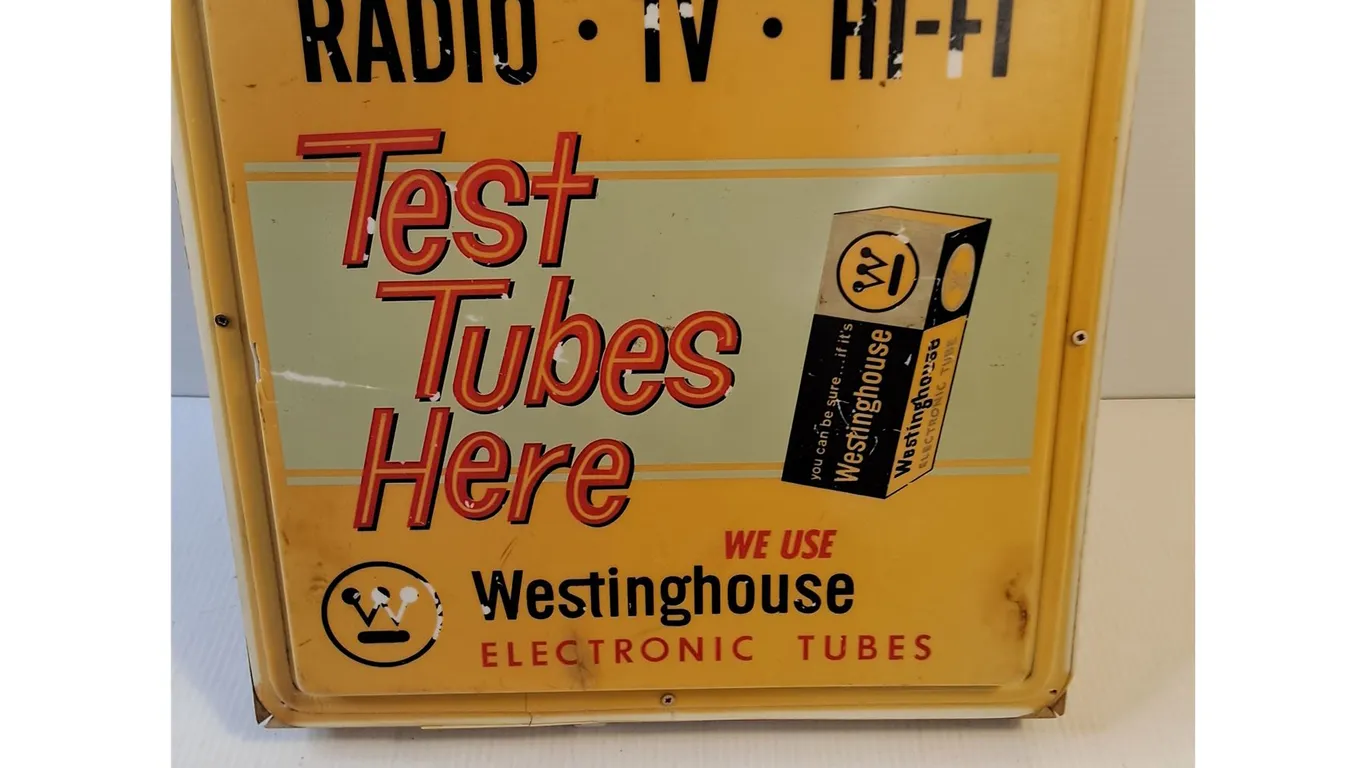 RADIO • TV • HI-FI
Test
Tubes
Here
you can be sure...if it's
Westinghouse
Westinghouse
ELECTRONIC TUBE
WE USE
Westinghouse
ELECTRONIC TUBES